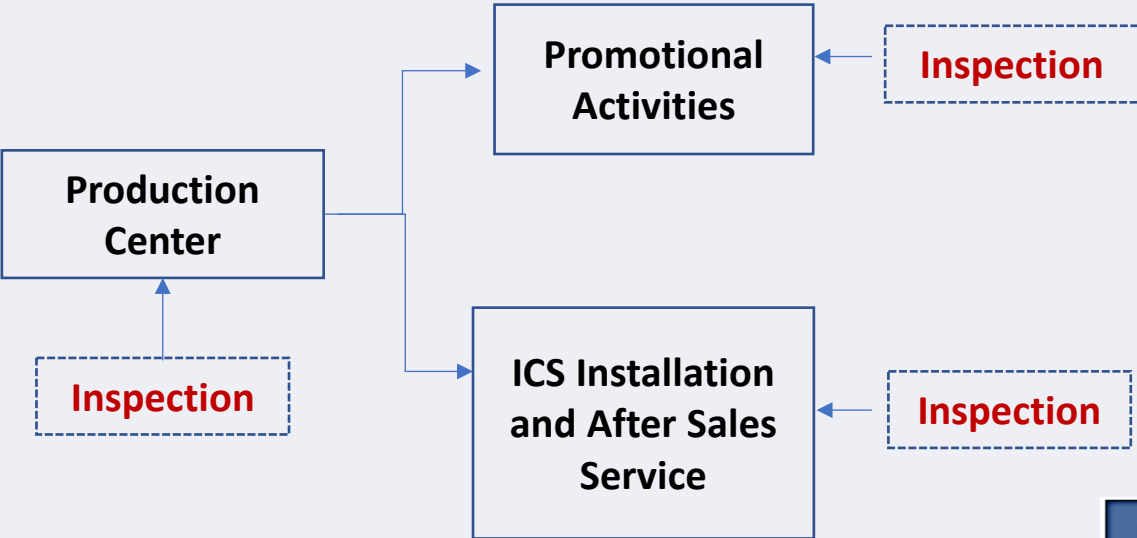 Promotional
Activities
Inspection
Production
Center
Inspection
ICS Installation
and After Sales
Service
Inspection